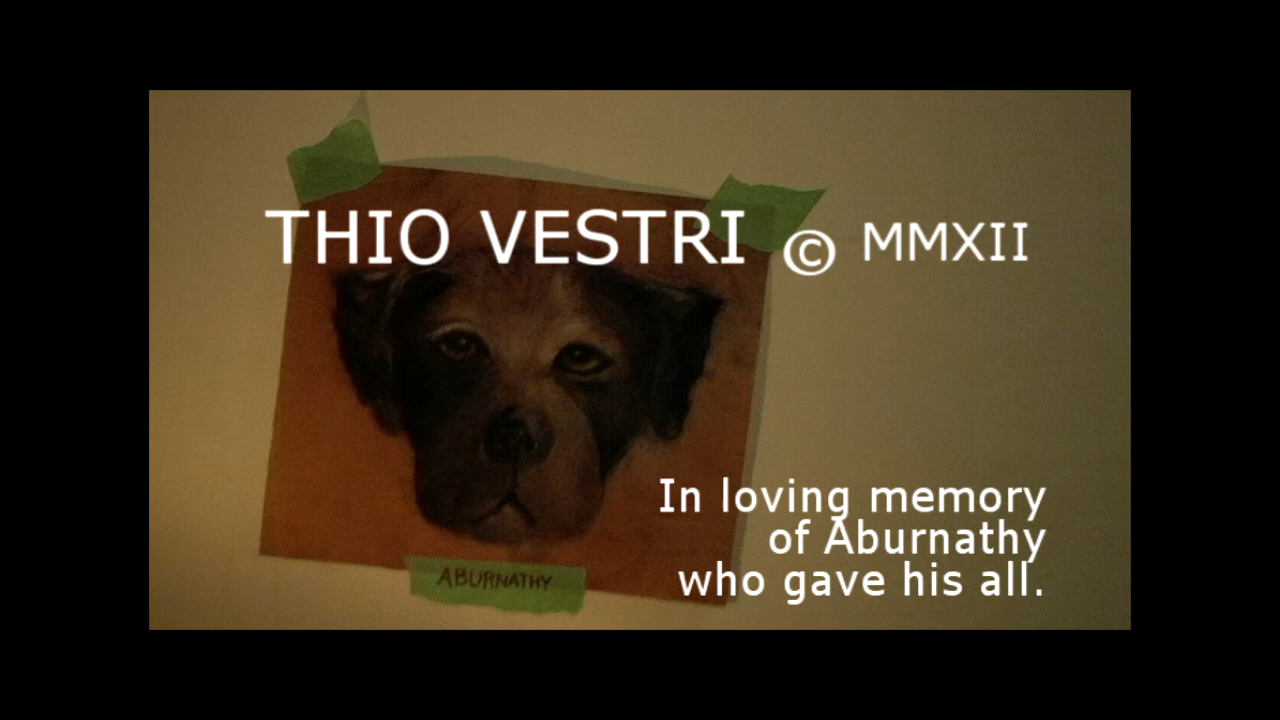 THIO VESTRI © MMXII
In loving memory
of Aburnathy
who gave his all.
ABURNATHY